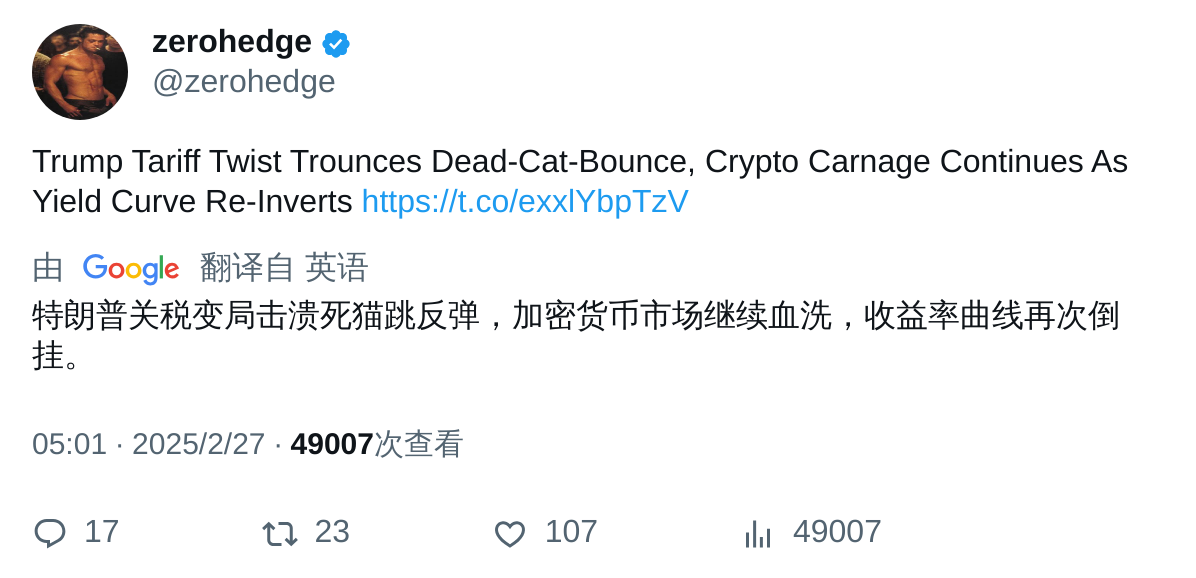 zerohedge
@zerohedge
Trump Tariff Twist Trounces Dead-Cat-Bounce, Crypto Carnage Continues As
Yield Curve Re-Inverts https://t.co/exxlYbpTzV
由 Google 翻译自 英语
特朗普关税变局击溃死猫跳反弹，加密货币市场继续血洗，收益率曲线再次倒
挂。
05:01 · 2025/2/27 · 49007次查看
17 23 107 49007